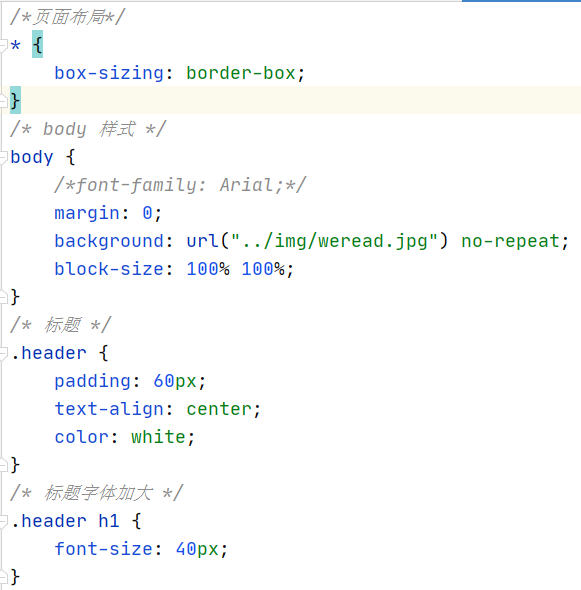 /*页面布局*/
* {
    box-sizing: border-box;
}
/* body 样式 */
body {
    /*font-family: Arial;*/
    margin: 0;
    background: url("../img/weread.jpg") no-repeat;
    block-size: 100% 100%;
}
/* 标题 */
.header {
    padding: 60px;
    text-align: center;
    color: white;
}
/* 标题字体加大 */
.header h1 {
    font-size: 40px;
}